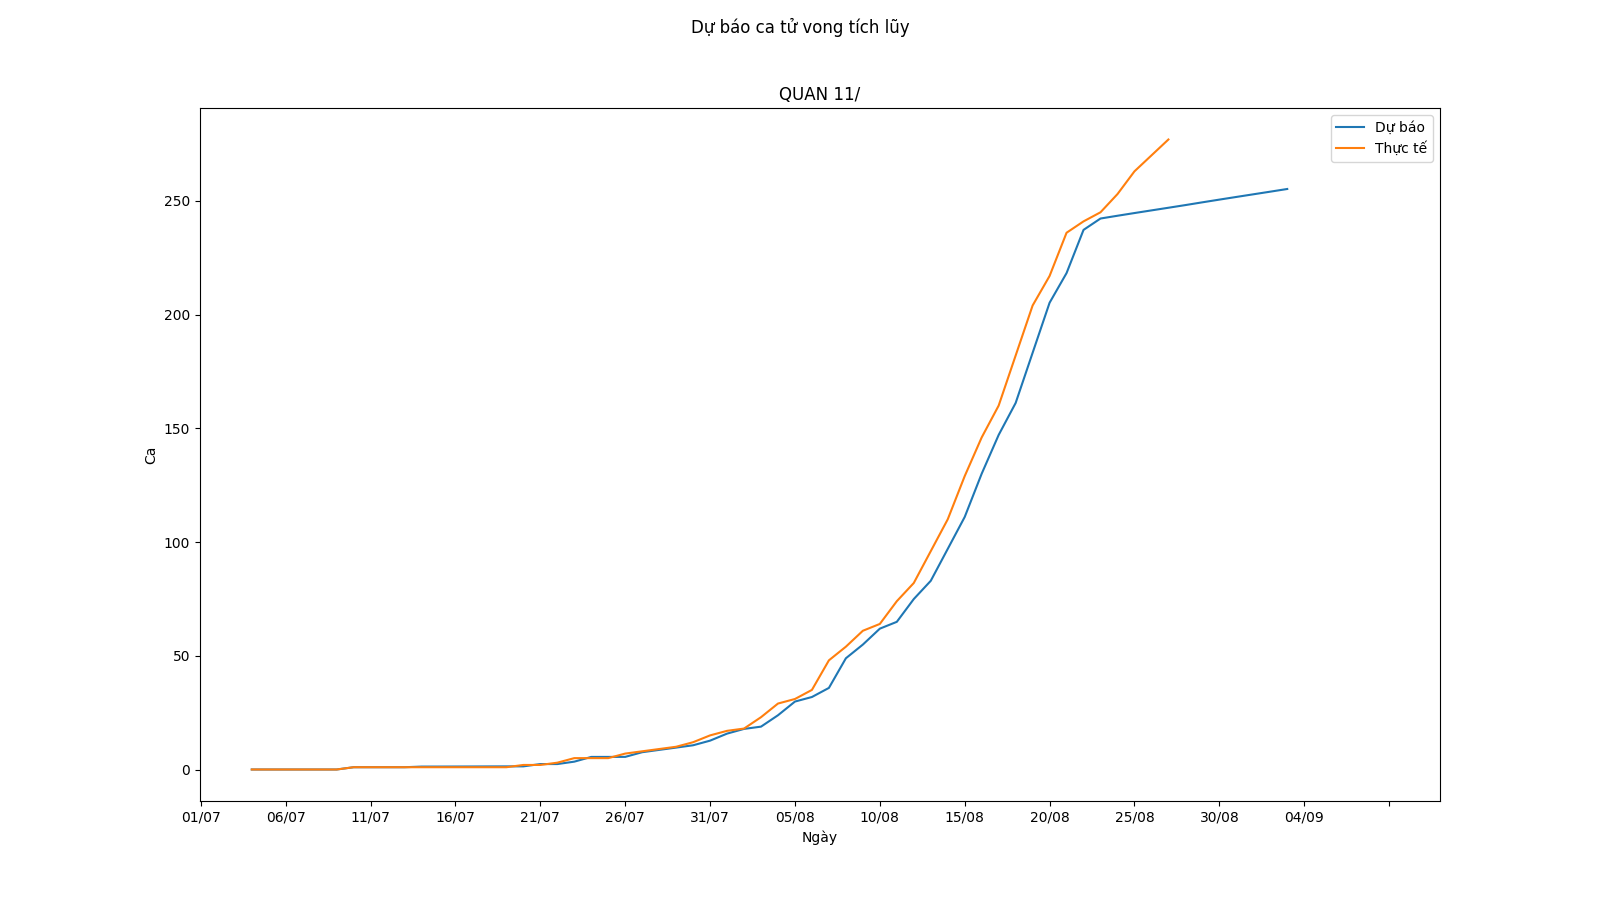 Dự báo ca tử vong tích lũy
QUAN 11/
Dự báo
Thực tế
250
200
150
100
50
0
Ca
01/07 06/07 11/07 16/07 21/07 26/07 31/07 05/08 10/08 15/08 20/08 25/08 30/08 04/09
Ngày